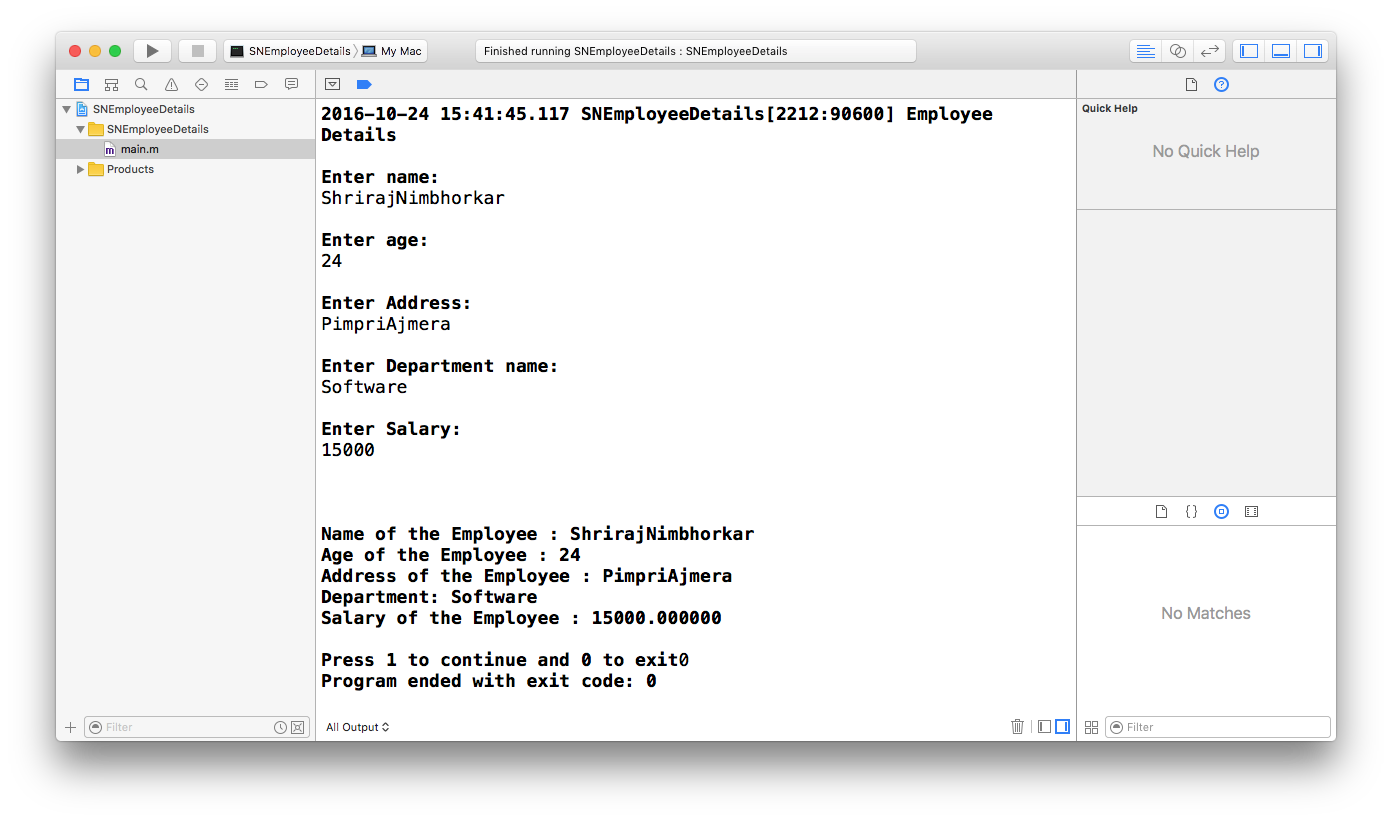 SNEmployeeDetails
My Mac
Finished running SNEmployeeDetails : SNEmployeeDetails
SNEmployeeDetails
SNEmployeeDetails
m main.m
Products
Filter
2016-10-24 15:41:45.117 SNEmployeeDetails[2212:90600] Employee
Details
Enter name:
ShrirajNimbhorkar
Enter age:
24
Enter Address:
PimpriAjmera
Enter Department name:
Software
Enter Salary:
15000
Name of the Employee : ShrirajNimbhorkar
Age of the Employee : 24
Address of the Employee : PimpriAjmera
Department: Software
Salary of the Employee : 15000.000000
Press 1 to continue and 0 to exit0
Program ended with exit code: 0
All Output
Quick Help
No Quick Help
{}
No Matches
Filter